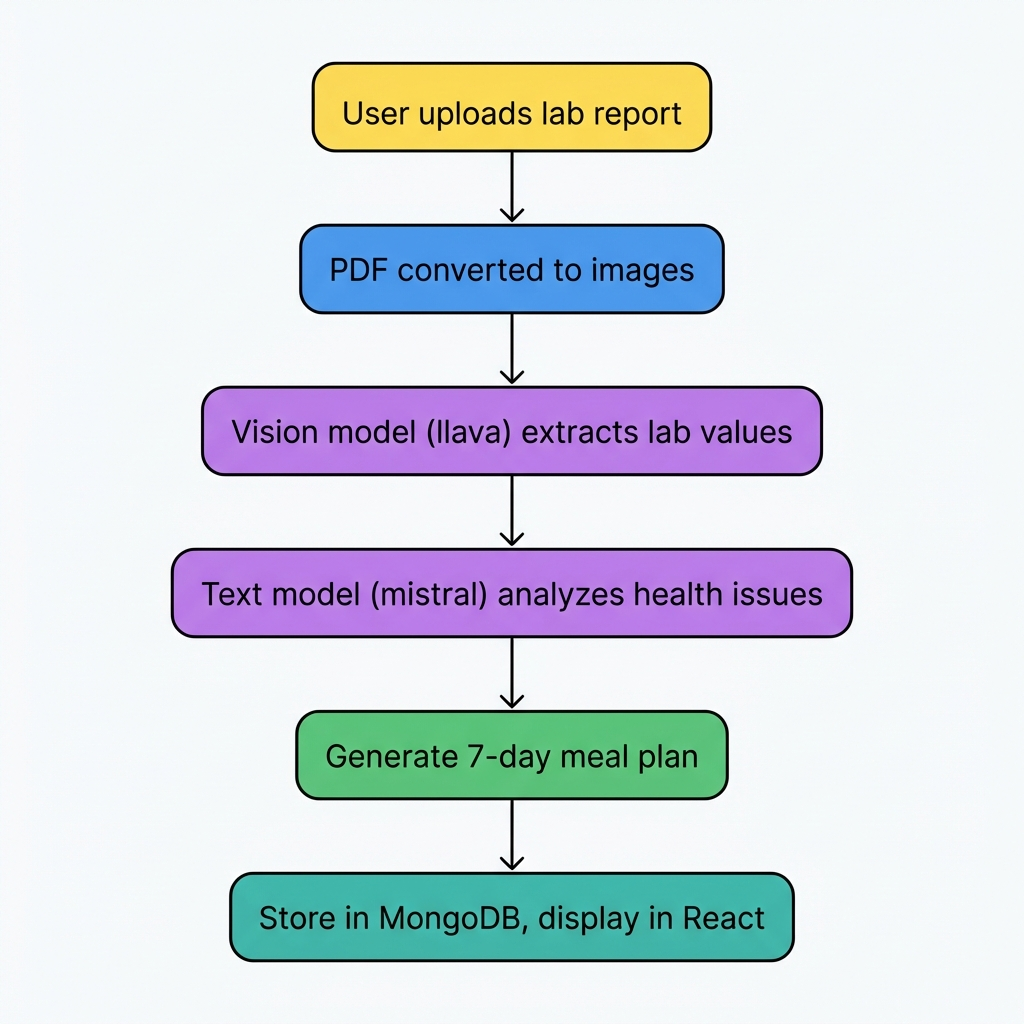 User uploads lab report
PDF converted to images
Vision model (llava) extracts lab values
Text model (mistral) analyzes health issues
Generate 7-day meal plan
Store in MongoDB, display in React